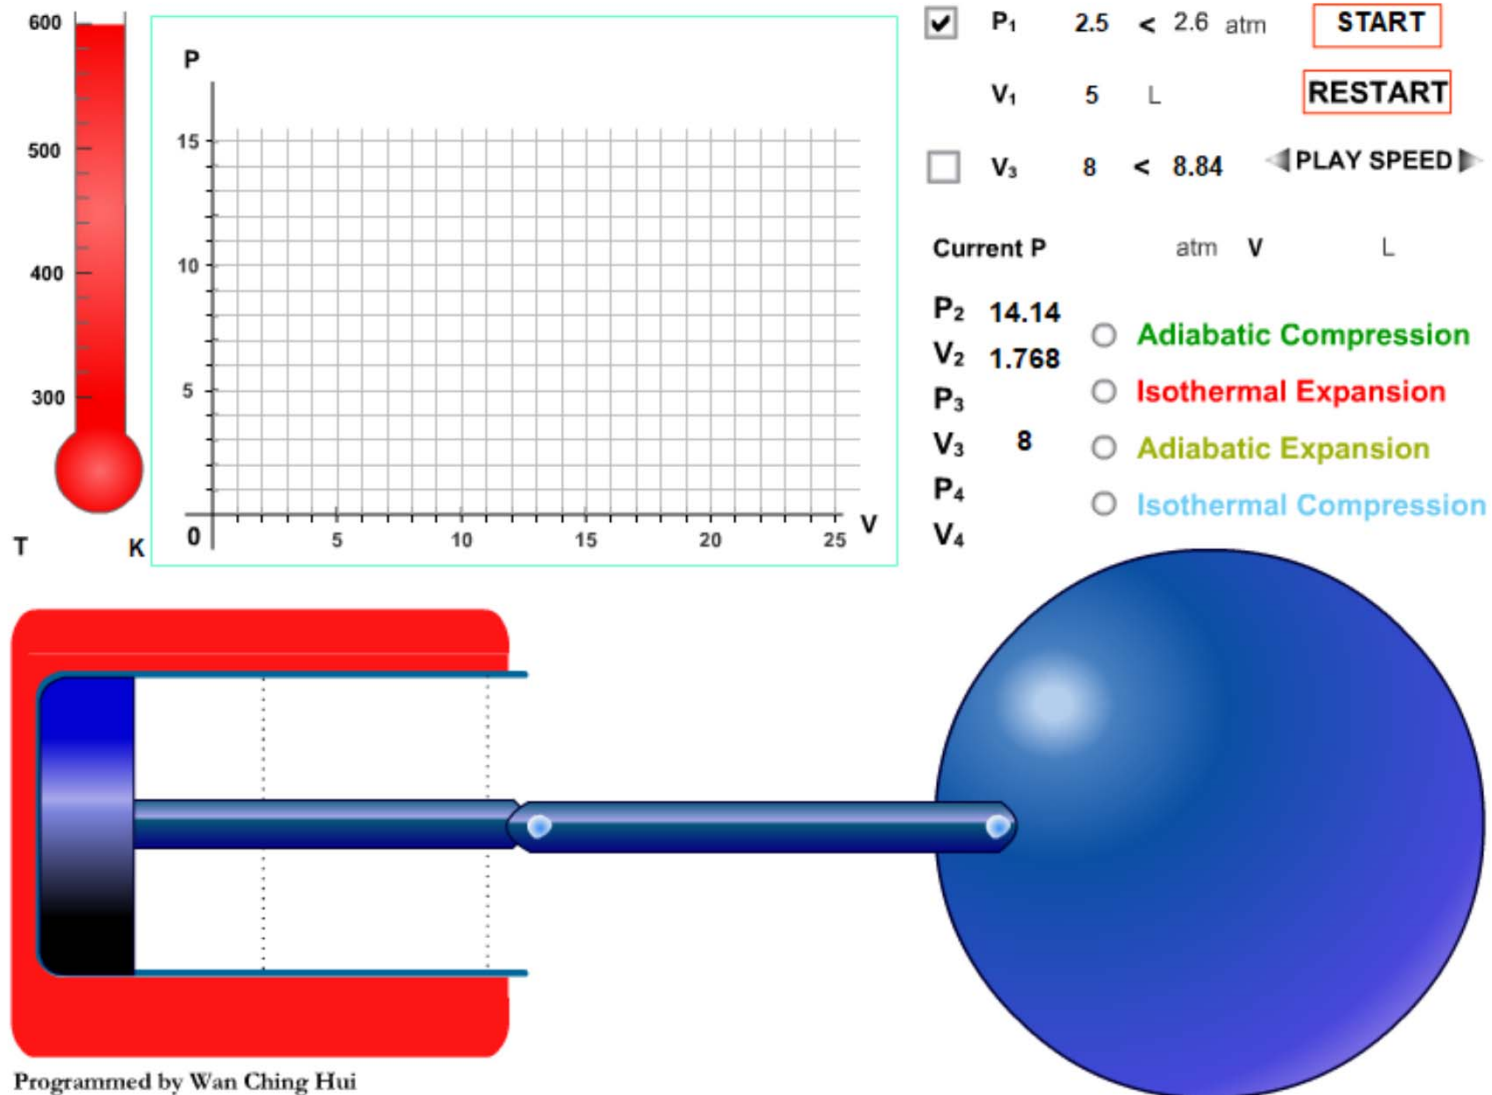 600
500
400
300
T K
P
15
10
5
0
5 10 15 20 25
V
P₁ 2.5 < 2.6 atm START
V₁ 5 L RESTART
V₃ 8 < 8.84 PLAY SPEED
Current P atm V L
P₂ 14.14
V₂ 1.768
P₃
V₃ 8
P₄
V₄
Adiabatic Compression
Isothermal Expansion
Adiabatic Expansion
Isothermal Compression
Programmed by Wan Ching Hui